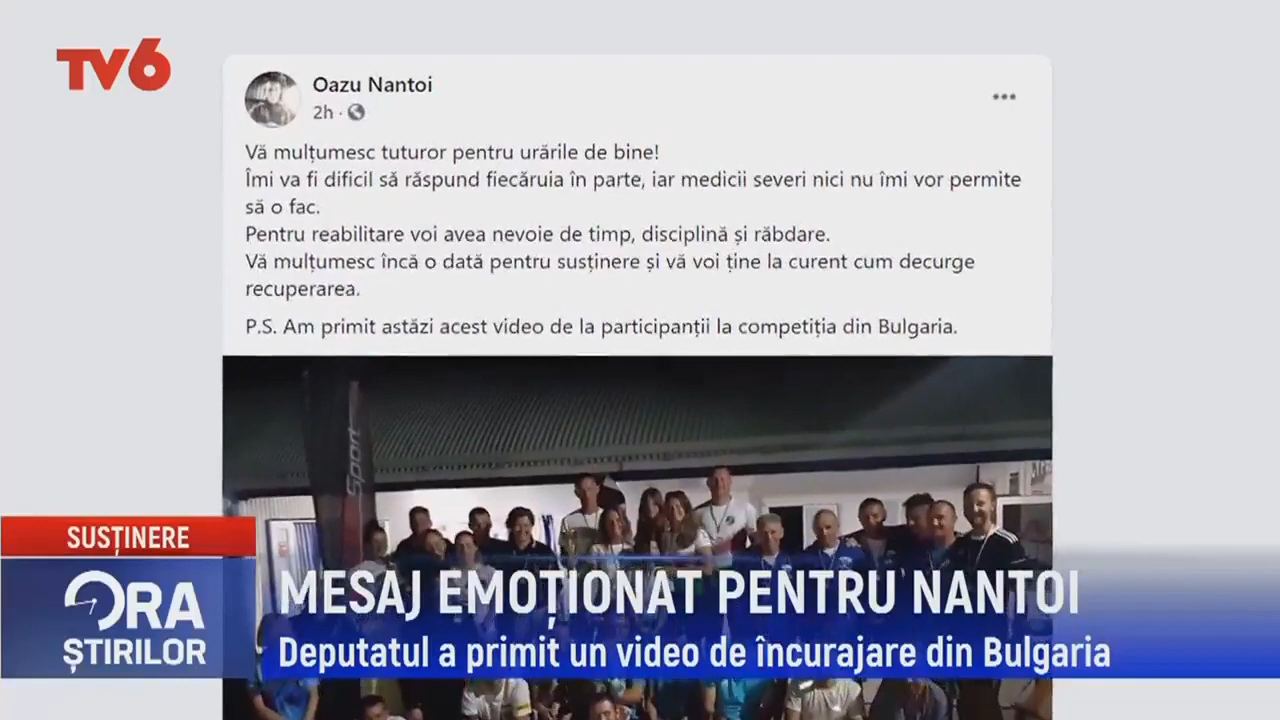 TV6
Oazu Nantoi
2h ·
Vă mulțumesc tuturor pentru urările de bine!
Îmi va fi dificil să răspund fiecăruia în parte, iar medicii severi nici nu îmi vor permite
să o fac.
Pentru reabilitare voi avea nevoie de timp, disciplină și răbdare.
Vă mulțumesc încă o dată pentru susținere și vă voi ține la curent cum decurge
recuperarea.
P.S. Am primit astăzi acest video de la participanții la competiția din Bulgaria.
Sport
SUSȚINERE
ORA
ȘTIRILOR
MESAJ EMOȚIONAT PENTRU NANTOI
Deputatul a primit un video de încurajare din Bulgaria